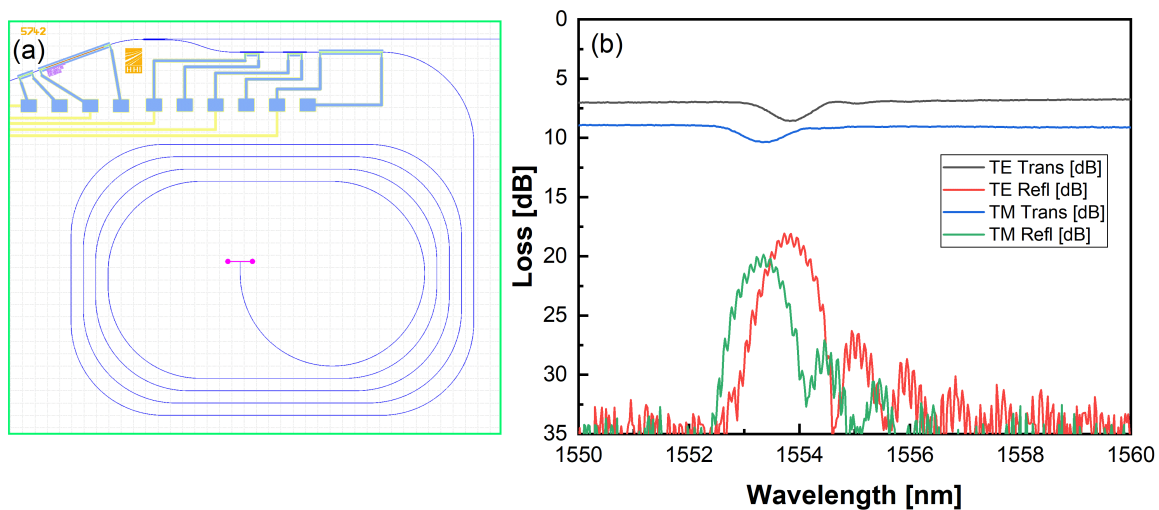 5742
(a)
(b)
0
5
10
15
20
25
30
35
Loss [dB]
TE Trans [dB]
TE Refl [dB]
TM Trans [dB]
TM Refl [dB]
1550
1552
1554
1556
1558
1560
Wavelength [nm]